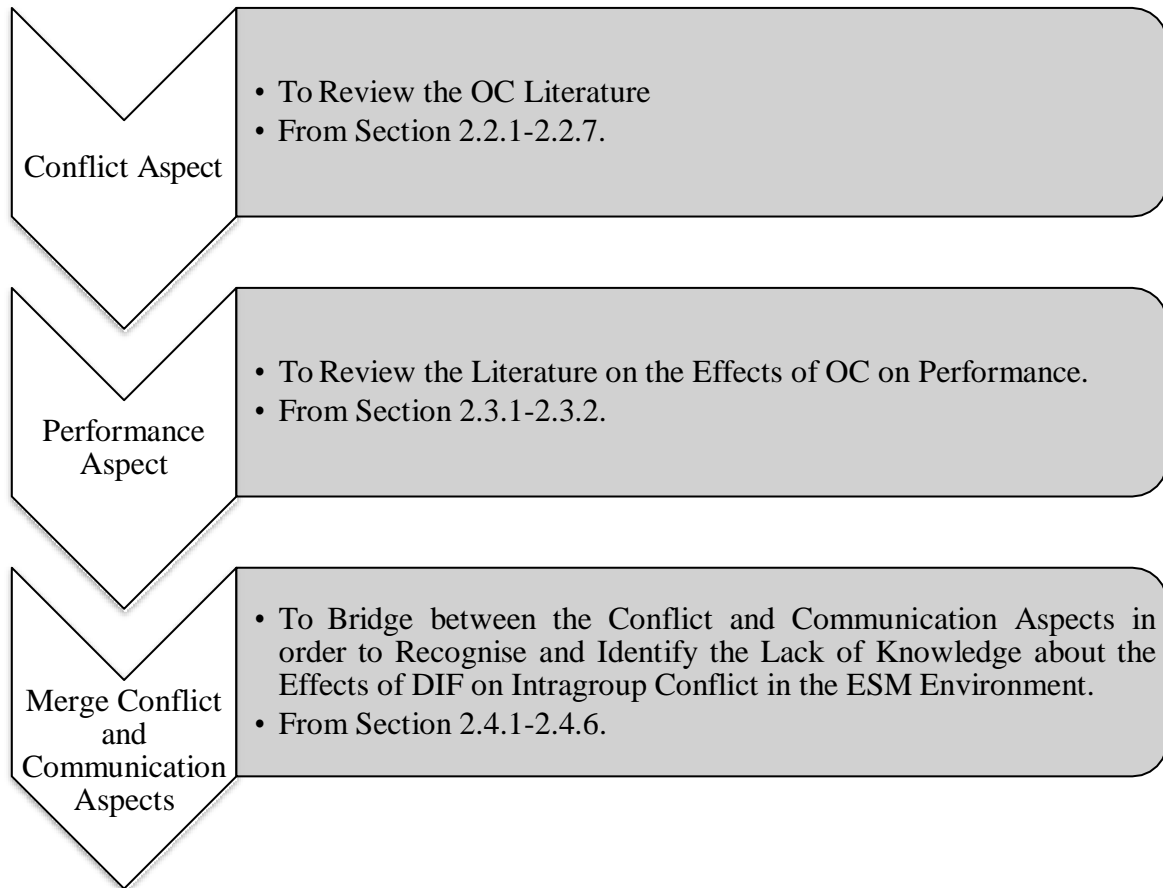 Conflict Aspect
• To Review the OC Literature
• From Section 2.2.1-2.2.7.
Performance
Aspect
• To Review the Literature on the Effects of OC on Performance.
• From Section 2.3.1-2.3.2.
Merge Conflict
and
Communication
Aspects
• To Bridge between the Conflict and Communication Aspects in
order to Recognise and Identify the Lack of Knowledge about the
Effects of DIF on Intragroup Conflict in the ESM Environment.
• From Section 2.4.1-2.4.6.